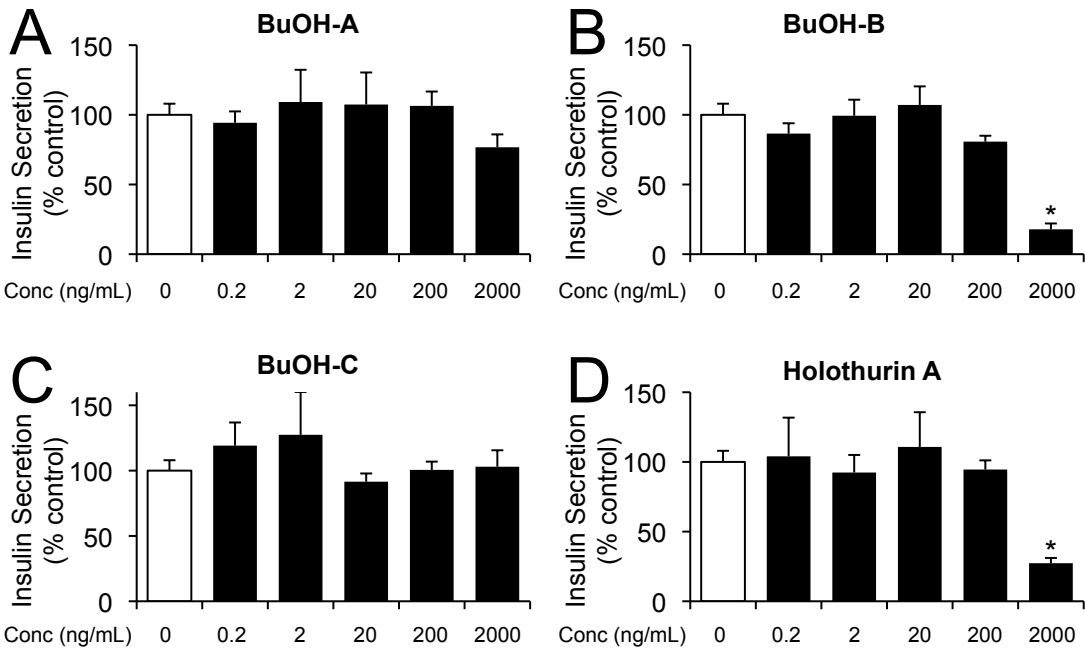 A
BuOH-A
Insulin Secretion
(% control)
150
100
50
0
*
Conc (ng/mL) 0 0.2 2 20 200 2000
B
BuOH-B
Insulin Secretion
(% control)
150
100
50
0
*
Conc (ng/mL) 0 0.2 2 20 200 2000
C
BuOH-C
Insulin Secretion
(% control)
150
100
50
0
Conc (ng/mL) 0 0.2 2 20 200 2000
D
Holothurin A
Insulin Secretion
(% control)
150
100
50
0
*
Conc (ng/mL) 0 0.2 2 20 200 2000